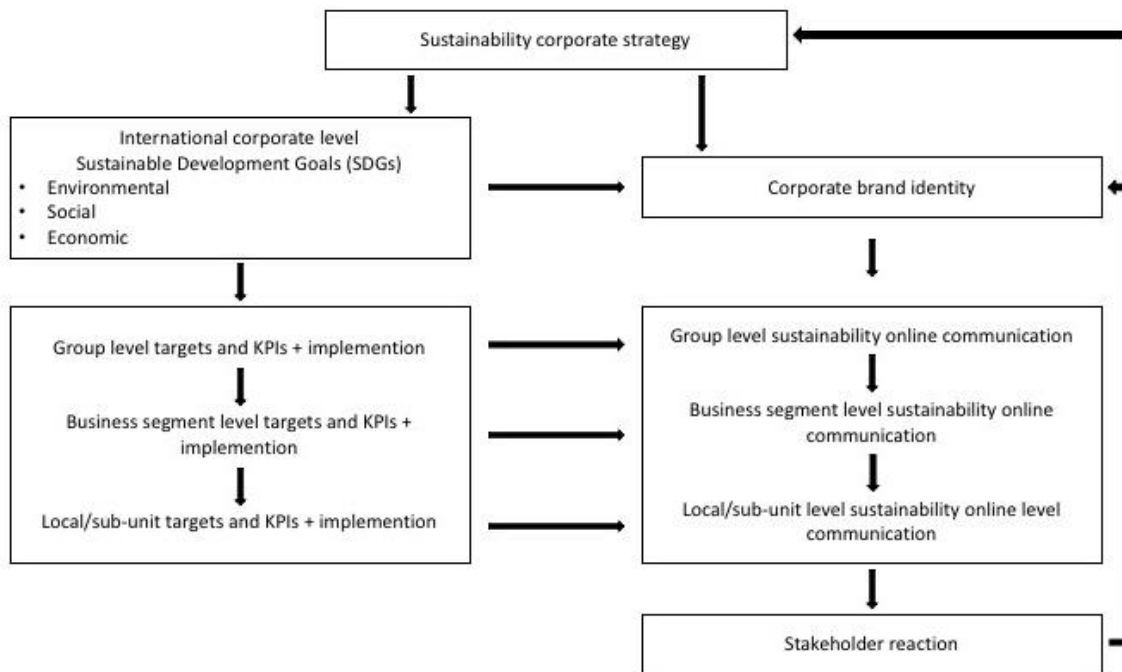 Sustainability corporate strategy
International corporate level
Sustainable Development Goals (SDGs)
• Environmental
• Social
• Economic
Corporate brand identity
Group level targets and KPIs + implemention
Business segment level targets and KPIs +
implemention
Local/sub-unit targets and KPIs + implemention
Group level sustainability online communication
Business segment level sustainability online
communication
Local/sub-unit level sustainability online level
communication
Stakeholder reaction